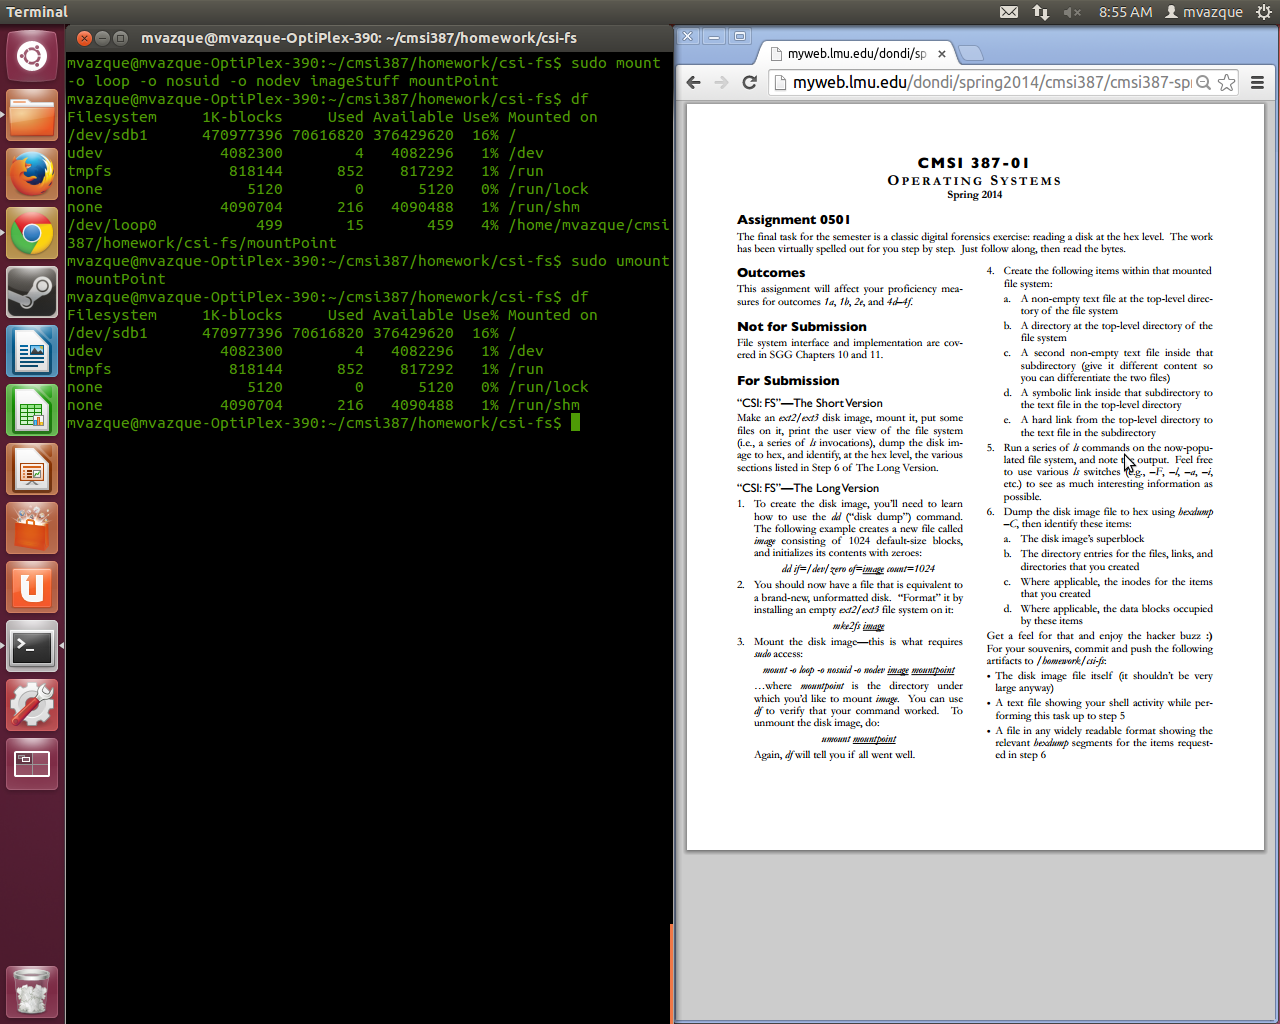 Terminal
8:55 AM
mvazque
mvazque@mvazque-OptiPlex-390: ~/cmsi387/homework/csi-fs
mvazque@mvazque-OptiPlex-390:~/cmsi387/homework/csi-fs$ sudo mount
-o loop -o nosuid -o nodev imageStuff mountPoint
mvazque@mvazque-OptiPlex-390:~/cmsi387/homework/csi-fs$ df
Filesystem     1K-blocks     Used Available Use% Mounted on
/dev/sdb1      470977396 70616820 376429620  16% /
udev             4082300        4   4082296   1% /dev
tmpfs             818144      852    817292   1% /run
none                5120        0      5120   0% /run/lock
none             4090704      216   4090488   1% /run/shm
/dev/loop0           499       15       459   4% /home/mvazque/cmsi
387/homework/csi-fs/mountPoint
mvazque@mvazque-OptiPlex-390:~/cmsi387/homework/csi-fs$ sudo umount
 mountPoint
mvazque@mvazque-OptiPlex-390:~/cmsi387/homework/csi-fs$ df
Filesystem     1K-blocks     Used Available Use% Mounted on
/dev/sdb1      470977396 70616820 376429620  16% /
udev             4082300        4   4082296   1% /dev
tmpfs             818144      852    817292   1% /run
none                5120        0      5120   0% /run/lock
none             4090704      216   4090488   1% /run/shm
mvazque@mvazque-OptiPlex-390:~/cmsi387/homework/csi-fs$
myweb.lmu.edu/dondi/sp
myweb.lmu.edu/dondi/spring2014/cmsi387/cmsi387-spi
CMSI 387-01
OPERATING SYSTEMS
Spring 2014
Assignment 0501
The final task for the semester is a classic digital forensics exercise: reading a disk at the hex level. The work
has been virtually spelled out for you step by step. Just follow along, then read the bytes.
Outcomes
This assignment will affect your proficiency mea-
sures for outcomes 1a, 1b, 2e, and 4d–4f.
Not for Submission
File system interface and implementation are cov-
ered in SGG Chapters 10 and 11.
For Submission
“CSI: FS”—The Short Version
Make an ext2/ext3 disk image, mount it, put some
files on it, print the user view of the file system
(i.e., a series of ls invocations), dump the disk im-
age to hex, and identify, at the hex level, the various
sections listed in Step 6 of The Long Version.
“CSI: FS”—The Long Version
1. To create the disk image, you’ll need to learn
how to use the dd (“disk dump”) command.
The following example creates a new file called
image consisting of 1024 default-size blocks,
and initializes its contents with zeroes:
dd if=/dev/zero of=image count=1024
2. You should now have a file that is equivalent to
a brand-new, unformatted disk. “Format” it by
installing an empty ext2/ext3 file system on it:
mke2fs image
3. Mount the disk image—this is what requires
sudo access:
mount -o loop -o nosuid -o nodev image mountpoint
…where mountpoint is the directory under
which you’d like to mount image. You can use
df to verify that your command worked. To
unmount the disk image, do:
umount mountpoint
Again, df will tell you if all went well.
4. Create the following items within that mounted
file system:
a. A non-empty text file at the top-level direc-
tory of the file system
b. A directory at the top-level directory of the
file system
c. A second non-empty text file inside that
subdirectory (give it different content so
you can differentiate the two files)
d. A symbolic link inside that subdirectory to
the text file in the top-level directory
e. A hard link from the top-level directory to
the text file in the subdirectory
5. Run a series of ls commands on the now-popu-
lated file system, and note the output. Feel free
to use various ls switches (e.g., –F, –l, –a, –i,
etc.) to see as much interesting information as
possible.
6. Dump the disk image file to hex using hexdump
–C, then identify these items:
a. The disk image’s superblock
b. The directory entries for the files, links, and
directories that you created
c. Where applicable, the inodes for the items
that you created
d. Where applicable, the data blocks occupied
by these items
Get a feel for that and enjoy the hacker buzz :)
For your souvenirs, commit and push the following
artifacts to /homework/csi-fs:
• The disk image file itself (it shouldn’t be very
large anyway)
• A text file showing your shell activity while per-
forming this task up to step 5
• A file in any widely readable format showing the
relevant hexdump segments for the items request-
ed in step 6